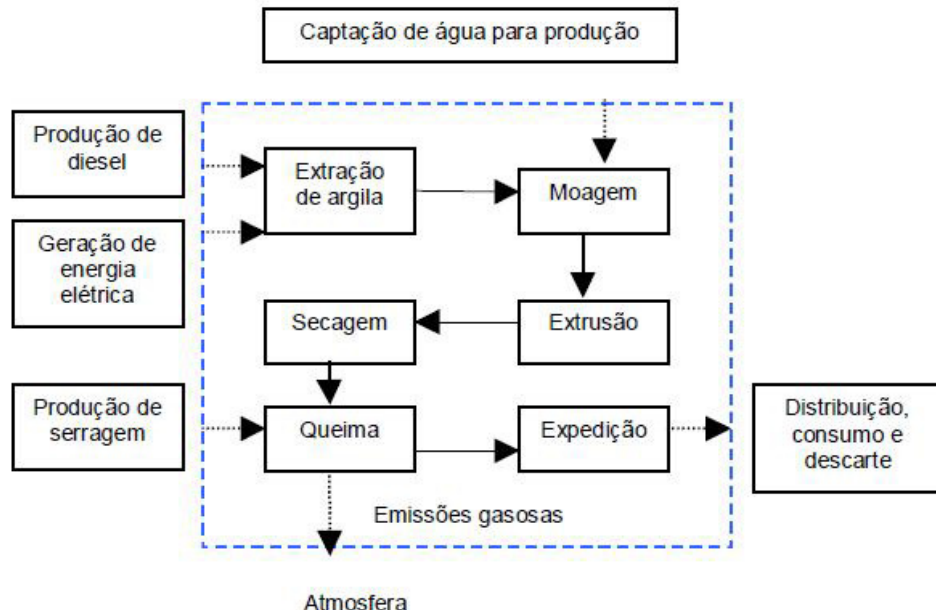 Captação de água para produção
Produção de
diesel
Extração
de argila
Moagem
Geração de
energia
elétrica
Secagem
Extrusão
Produção de
serragem
Queima
Expedição
Distribuição,
consumo e
descarte
Emissões gasosas
Atmosfera